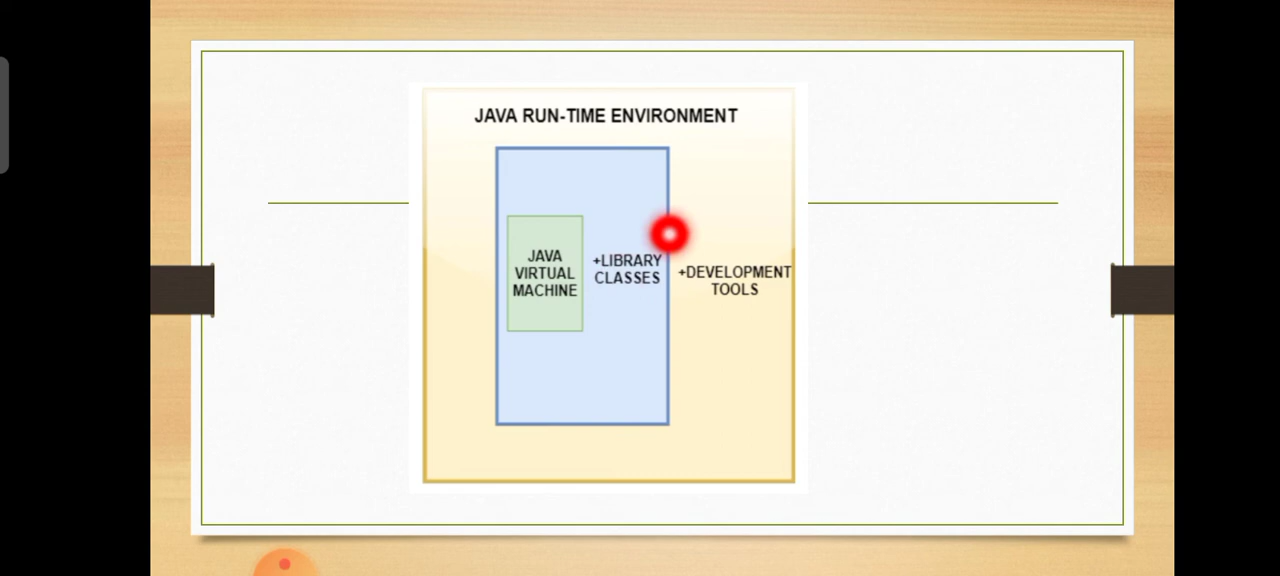 JAVA RUN-TIME ENVIRONMENT
JAVA
VIRTUAL
MACHINE
+LIBRARY
CLASSES
+DEVELOPMENT
TOOLS